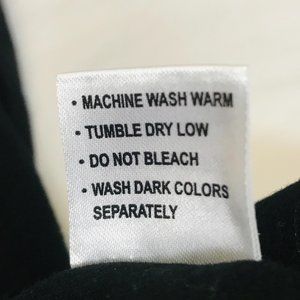 • MACHINE WASH WARM
• TUMBLE DRY LOW
• DO NOT BLEACH
• WASH DARK COLORS
SEPARATELY